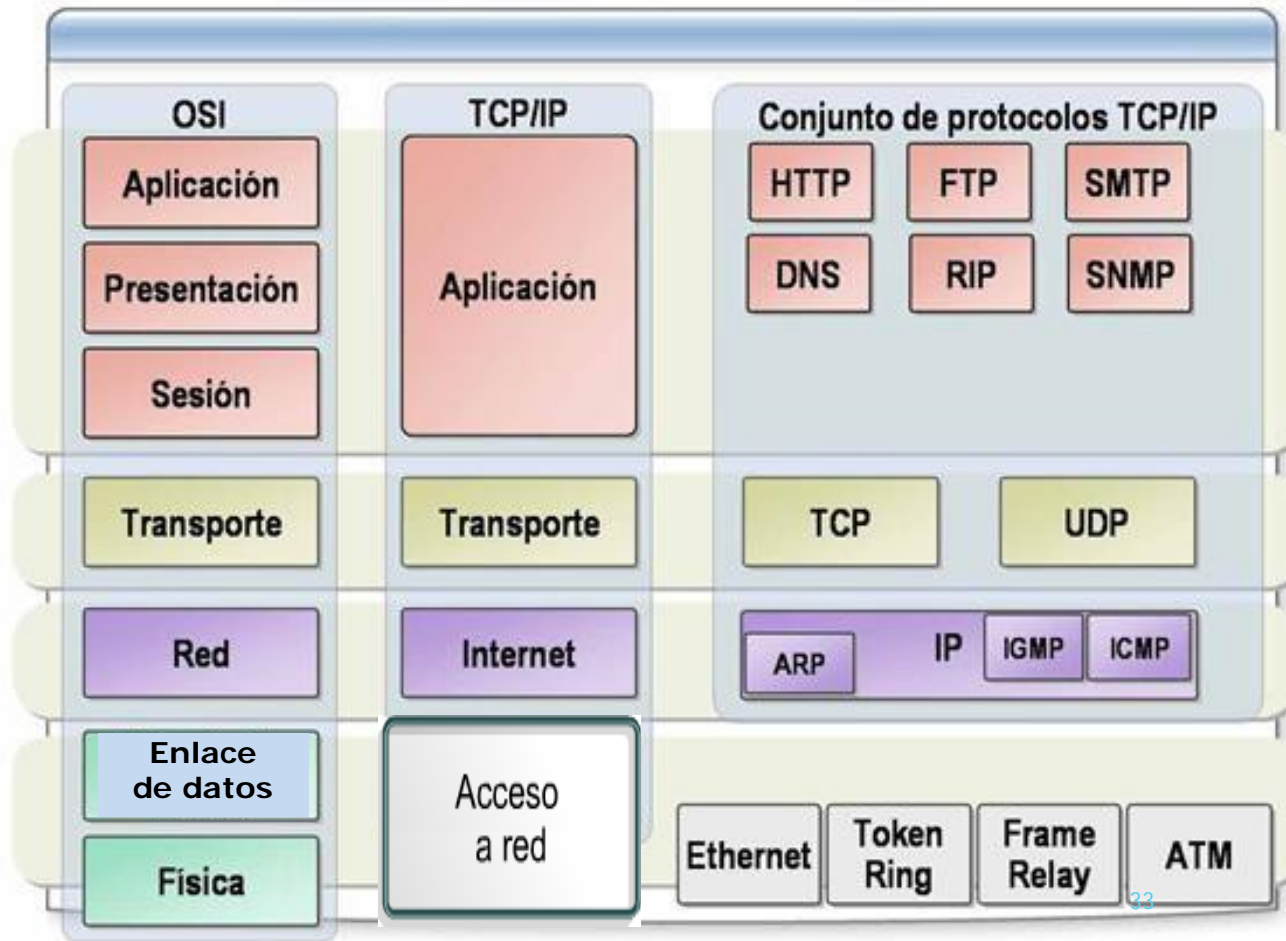 OSI
Aplicación
Presentación
Sesión
Transporte
Red
Enlace
de datos
Física
TCP/IP
Aplicación
Transporte
Internet
Acceso
a red
Conjunto de protocolos TCP/IP
HTTP FTP SMTP
DNS RIP SNMP
TCP UDP
ARP IP IGMP ICMP
Ethernet
Token
Ring
Frame
Relay
ATM
33